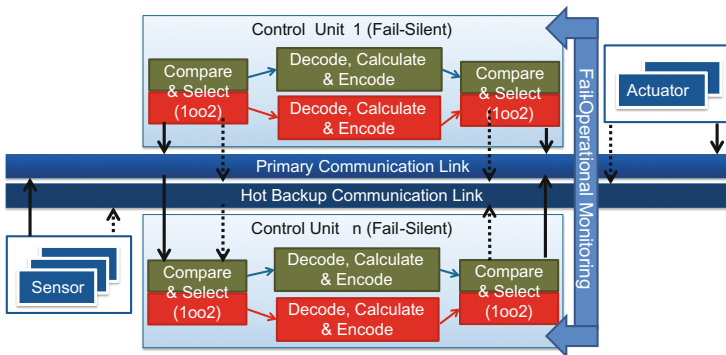 Control Unit 1 (Fail-Silent)
Compare
& Select
(1oo2)
Decode, Calculate
& Encode
Decode, Calculate
& Encode
Compare
& Select
(1oo2)
Fail-Operational Monitoring
Actuator
Primary Communication Link
Hot Backup Communication Link
Sensor
Control Unit n (Fail-Silent)
Compare
& Select
(1oo2)
Decode, Calculate
& Encode
Decode, Calculate
& Encode
Compare
& Select
(1oo2)